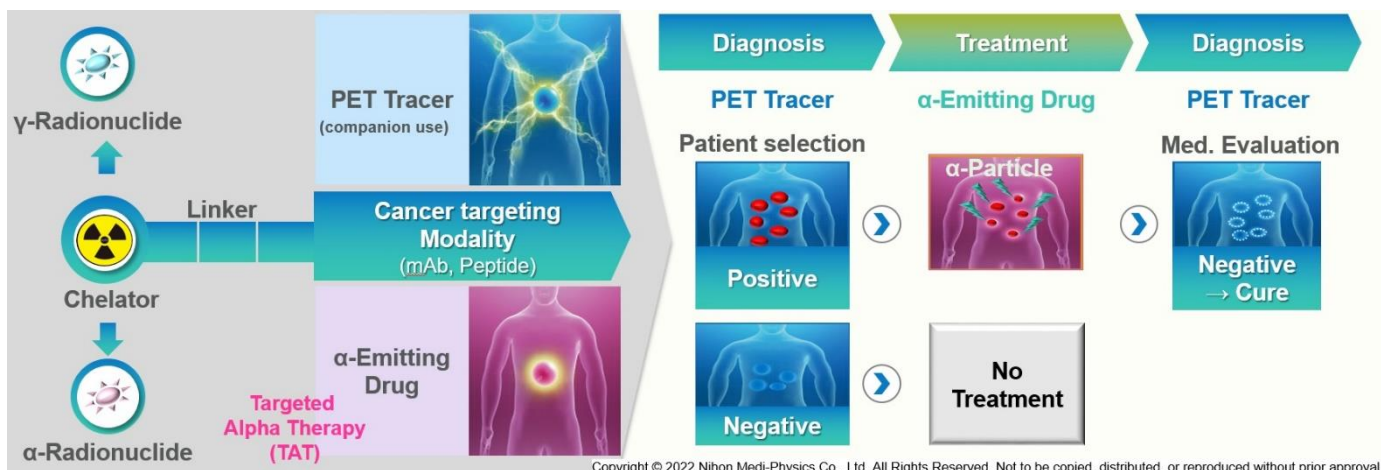 γ-Radionuclide
Linker
Chelator
α-Radionuclide
PET Tracer
(companion use)
Cancer targeting
Modality
(mAb, Peptide)
α-Emitting
Drug
Targeted
Alpha Therapy
(TAT)
Diagnosis
Treatment
Diagnosis
PET Tracer
α-Emitting Drug
PET Tracer
Patient selection
α-Particle
Med. Evaluation
Positive
Negative
→ Cure
Negative
No
Treatment
Copyright © 2022 Nihon Medi-Physics Co., Ltd. All Rights Reserved. Not to be copied, distributed, or reproduced without prior approval.